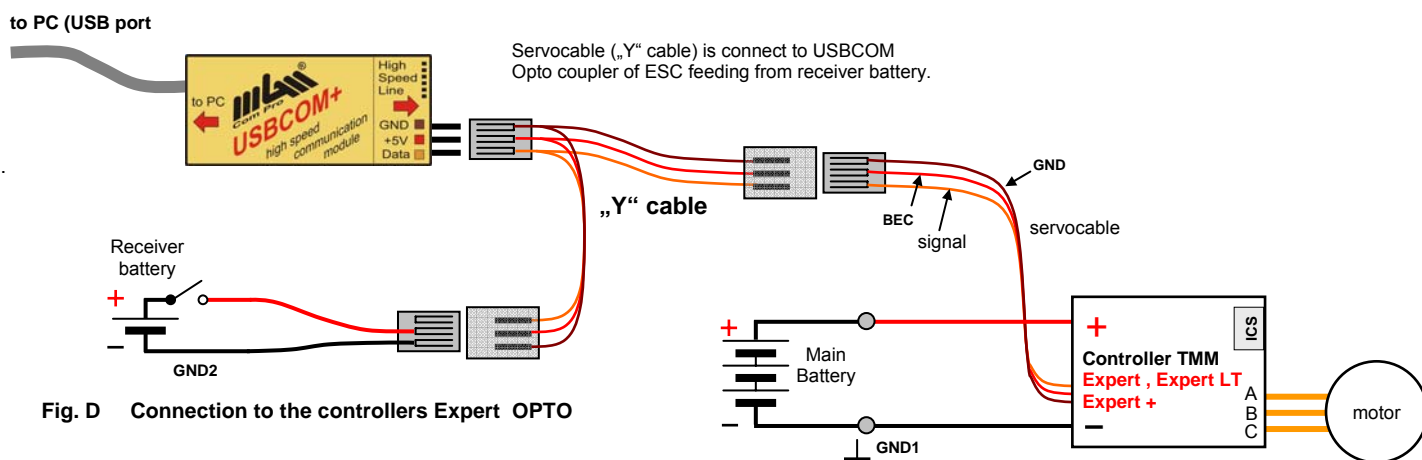 to PC (USB port
Servocable („Y“ cable) is connect to USBCOM
Opto coupler of ESC feeding from receiver battery.
to PC
mgm
®
Com Pro
USBCOM+
high speed
communication
module
High
Speed
Line
GND
+5V
Data
.
„Y“ cable
GND
BEC
signal
servocable
Receiver
battery
+
–
GND2
+
Main
Battery
–
GND1
+
ICS
Controller TMM
Expert , Expert LT
Expert +
–
A
B
C
motor
Fig. D Connection to the controllers Expert OPTO